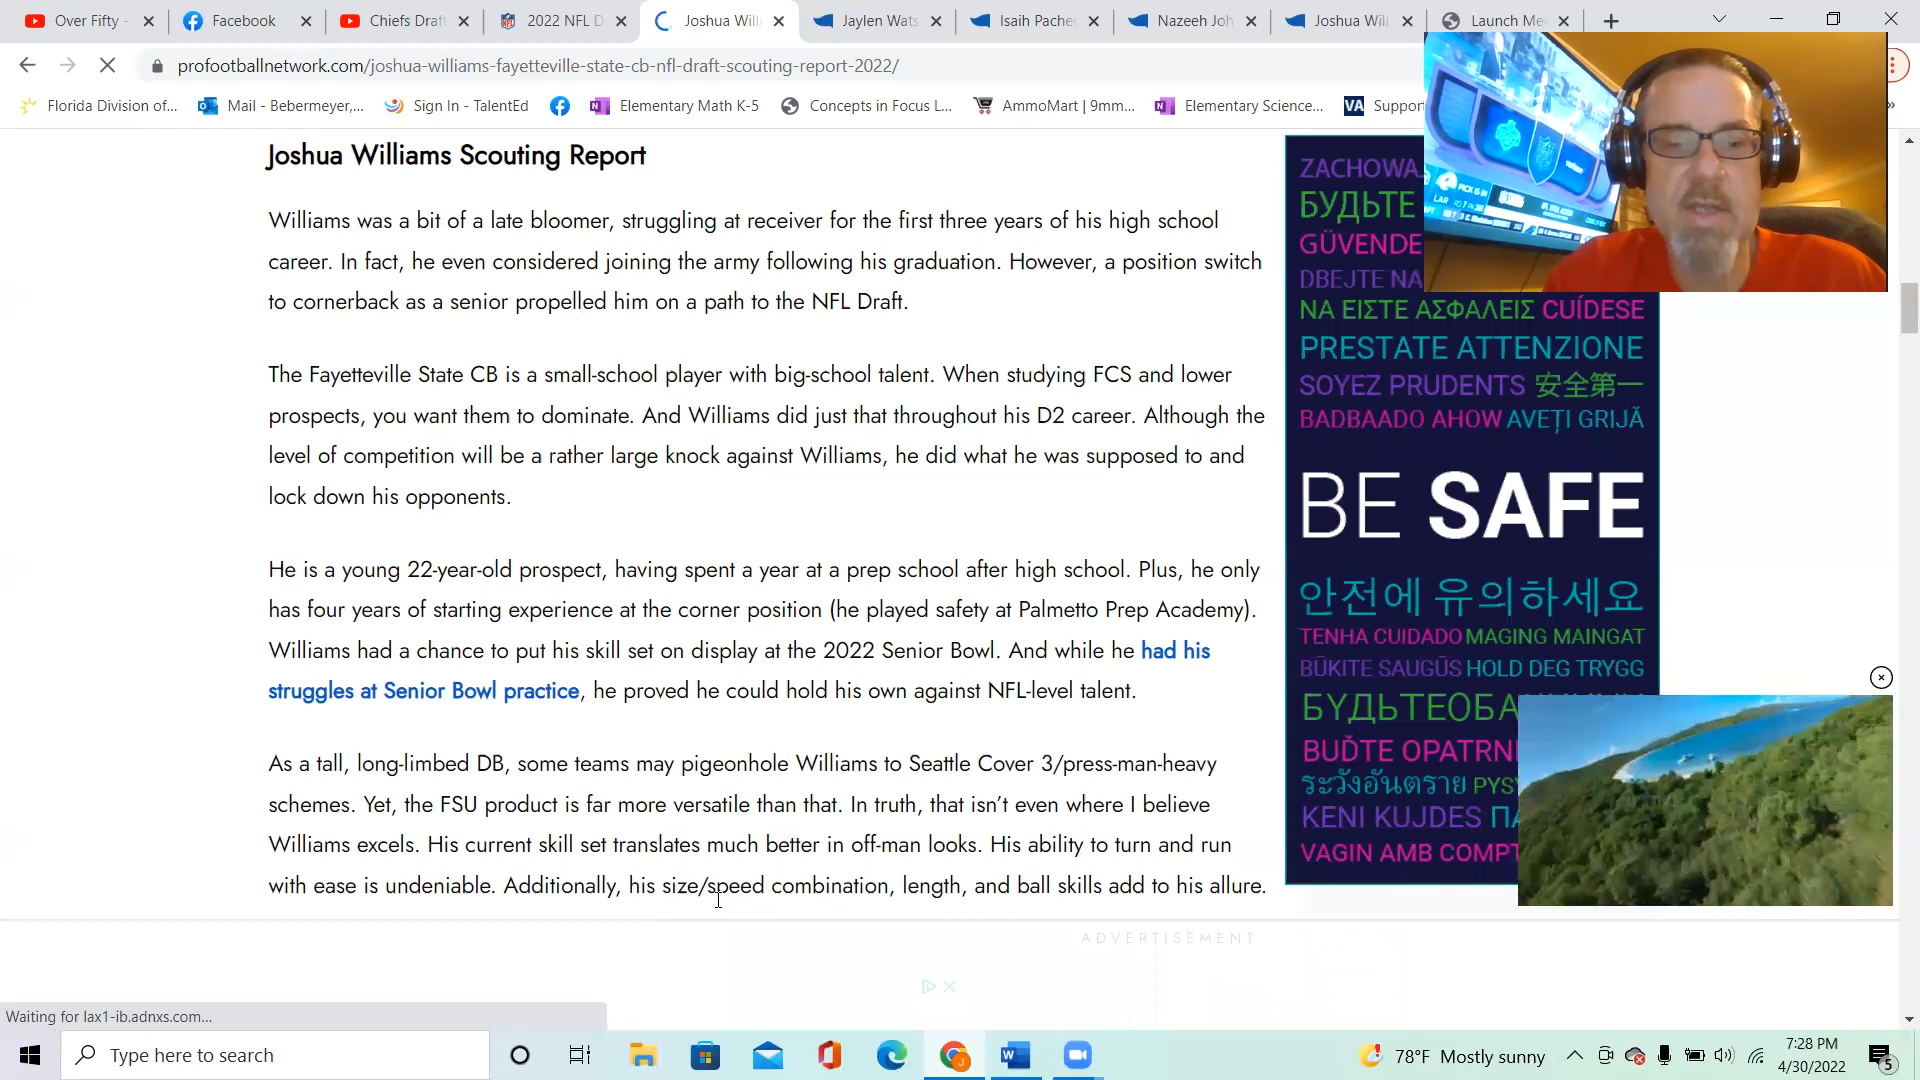 Over Fifty -
Facebook
Chiefs Draf
2022 NFL D
Joshua Will
Jaylen Wats
Isaih Pache
Nazeeh Joh
Joshua Will
Launch Me
profootballnetwork.com/joshua-williams-fayetteville-state-cb-nfl-draft-scouting-report-2022/
Florida Division of...
Mail - Bebermeyer,...
Sign In - TalentEd
Elementary Math K-5
Concepts in Focus L...
AmmoMart | 9mm...
Elementary Science...
VA
Suppor
»
Joshua Williams Scouting Report
Williams was a bit of a late bloomer, struggling at receiver for the first three years of his high school
career. In fact, he even considered joining the army following his graduation. However, a position switch
to cornerback as a senior propelled him on a path to the NFL Draft.
The Fayetteville State CB is a small-school player with big-school talent. When studying FCS and lower
prospects, you want them to dominate. And Williams did just that throughout his D2 career. Although the
level of competition will be a rather large knock against Williams, he did what he was supposed to and
lock down his opponents.
He is a young 22-year-old prospect, having spent a year at a prep school after high school. Plus, he only
has four years of starting experience at the corner position (he played safety at Palmetto Prep Academy).
Williams had a chance to put his skill set on display at the 2022 Senior Bowl. And while he had his
struggles at Senior Bowl practice, he proved he could hold his own against NFL-level talent.
As a tall, long-limbed DB, some teams may pigeonhole Williams to Seattle Cover 3/press-man-heavy
schemes. Yet, the FSU product is far more versatile than that. In truth, that isn't even where I believe
Williams excels. His current skill set translates much better in off-man looks. His ability to turn and run
with ease is undeniable. Additionally, his size/speed combination, length, and ball skills add to his allure.
ZACHOWA
БУДЬТЕ
GÜVENDE
DBEJTE NA
ΝΑ ΕΙΣΤΕ ΑΣΦΑΛΕΙΣ CUÍDESE
PRESTATE ATTENZIONE
SOYEZ PRUDENTS 安全第一
BADBAADO AHOW AVEȚI GRIJĂ
BE SAFE
안전에 유의하세요
TENHA CUIDADO MAGING MAINGAT
BŪKITE SAUGŪS HOLD DEG TRYGG
BUĎTE OPATRN
ระวังอันตราย PYS
KENI KUJDES
VAGIN AMB COMPT
PICK IS IN
LAR
ADVERTISEMENT
Waiting for lax1-ib.adnxs.com...
Type here to search
78°F Mostly sunny
7:28 PM
4/30/2022
5